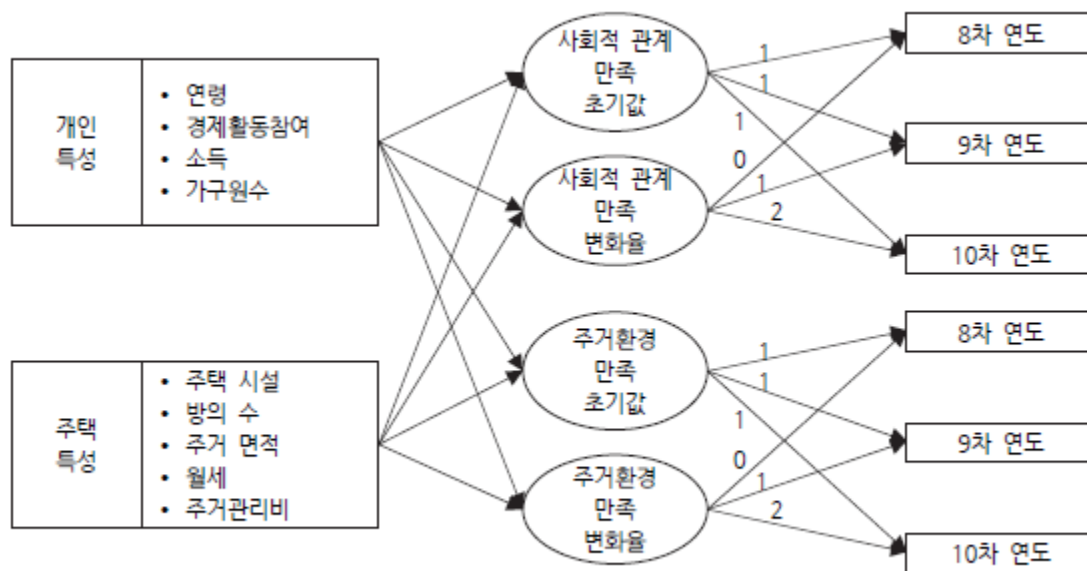 개인
특성
• 연령
• 경제활동참여
• 소득
• 가구원수
주택
특성
• 주택 시설
• 방의 수
• 주거 면적
• 월세
• 주거관리비
사회적 관계
만족
초기값
사회적 관계
만족
변화율
주거환경
만족
초기값
주거환경
만족
변화율
1
1
1
0
1
2
1
1
1
0
1
2
8차 연도
9차 연도
10차 연도
8차 연도
9차 연도
10차 연도